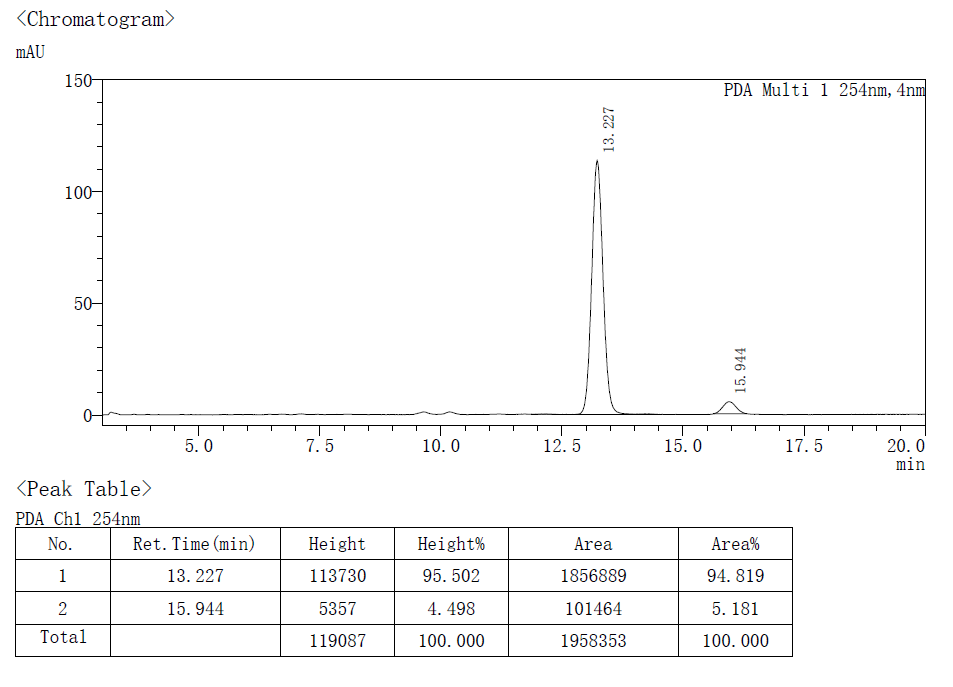 <Chromatogram>
mAU
150
PDA Multi 1 254nm,4nm
13.227
100
50
15.944
0
5.0 7.5 10.0 12.5 15.0 17.5 20.0
min
<Peak Table>
PDA Ch1 254nm
No. Ret.Time(min) Height Height% Area Area%
1 13.227 113730 95.502 1856889 94.819
2 15.944 5357 4.498 101464 5.181
Total 119087 100.000 1958353 100.000